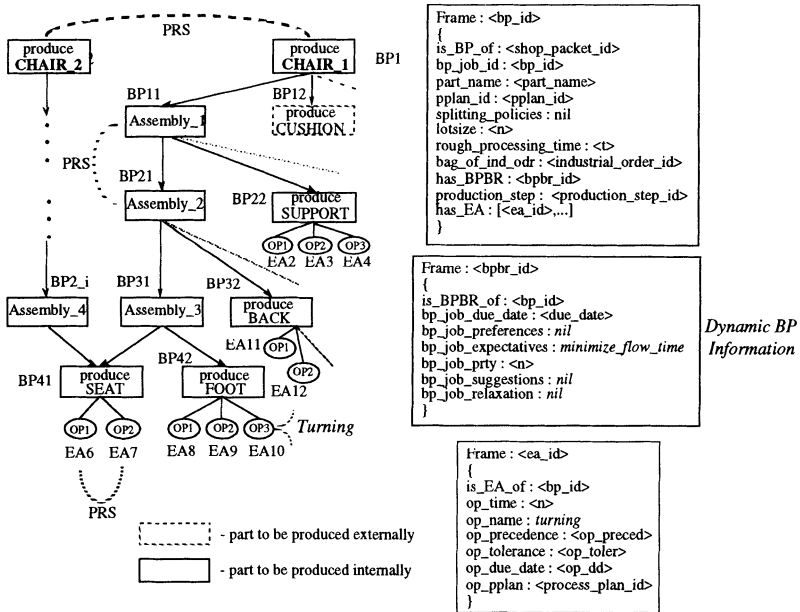 PRS
produce
CHAIR_2
produce
CHAIR_1
BP1
BP11
BP12
Assembly_1
produce
CUSHION
PRS
BP21
BP22
Assembly_2
produce
SUPPORT
OP1
OP2
OP3
EA2
EA3
EA4
BP2_i
BP31
BP32
Assembly_4
Assembly_3
produce
BACK
EA11
OP1
OP2
EA12
BP41
BP42
produce
SEAT
produce
FOOT
OP1
OP2
OP1
OP2
OP3
Turning
EA6
EA7
EA8
EA9
EA10
PRS
- part to be produced externally
- part to be produced internally
Frame : <bp_id>
{
is_BP_of : <shop_packet_id>
bp_job_id : <bp_id>
part_name : <part_name>
pplan_id : <pplan_id>
splitting_policies : nil
lotsize : <n>
rough_processing_time : <t>
bag_of_ind_odr : <industrial_order_id>
has_BPBR : <bpbr_id>
production_step : <production_step_id>
has_EA : [<ea_id>,...]
}
Frame : <bpbr_id>
{
is_BPBR_of : <bp_id>
bp_job_due_date : <due_date>
bp_job_preferences : nil
bp_job_expectatives : minimize_flow_time
bp_job_prty : <n>
bp_job_suggestions : nil
bp_job_relaxation : nil
}
Dynamic BP
Information
Frame : <ea_id>
{
is_EA_of : <bp_id>
op_time : <n>
op_name : turning
op_precedence : <op_preced>
op_tolerance : <op_toler>
op_due_date : <op_dd>
op_pplan : <process_plan_id>
}